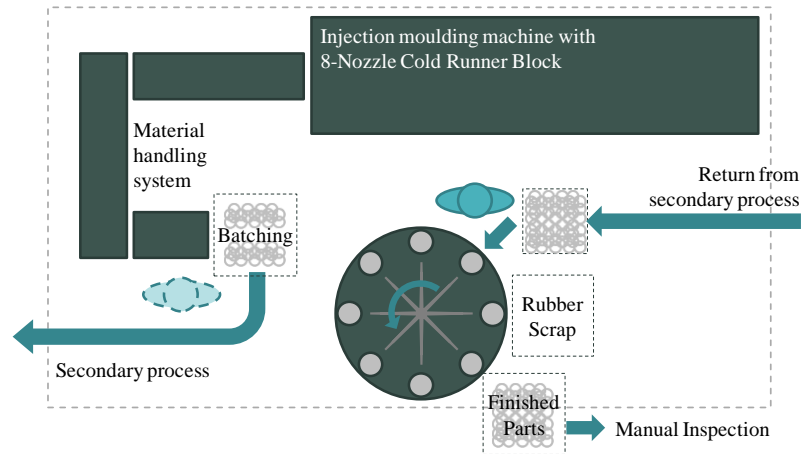 Injection moulding machine with
8-Nozzle Cold Runner Block
Material
handling
system
Batching
Return from
secondary process
Rubber
Scrap
Secondary process
Finished
Parts
Manual Inspection